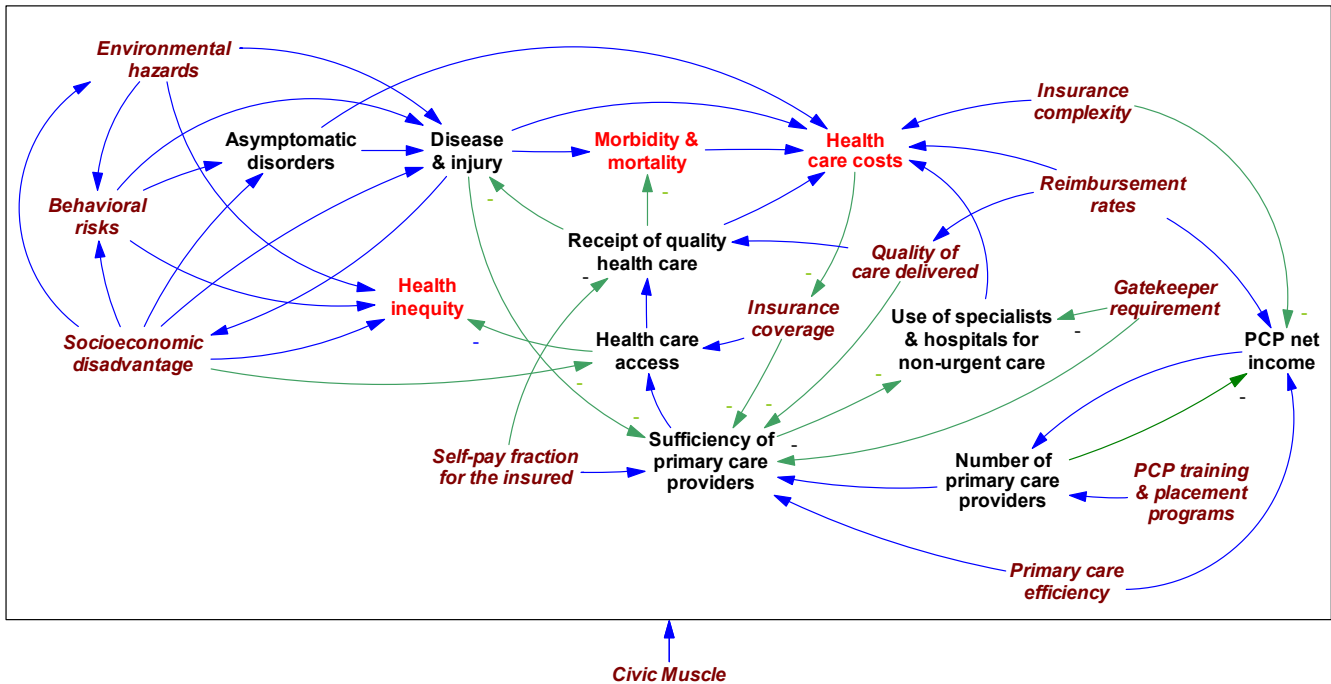 Environmental
hazards
Insurance
complexity
Asymptomatic
disorders
Disease
& injury
Morbidity &
mortality
Health
care costs
Reimbursement
rates
Behavioral
risks
-
-
Receipt of quality
health care
Quality of
care delivered
-
-
Health
inequity
Gatekeeper
requirement
Insurance
coverage
Use of specialists
& hospitals for
non-urgent care
-
-
Socioeconomic
disadvantage
-
Health care
access
PCP net
income
-
-
-
-
-
-
Sufficiency of
primary care
providers
-
-
Self-pay fraction
for the insured
Number of
primary care
providers
PCP training
& placement
programs
Primary care
efficiency
Civic Muscle